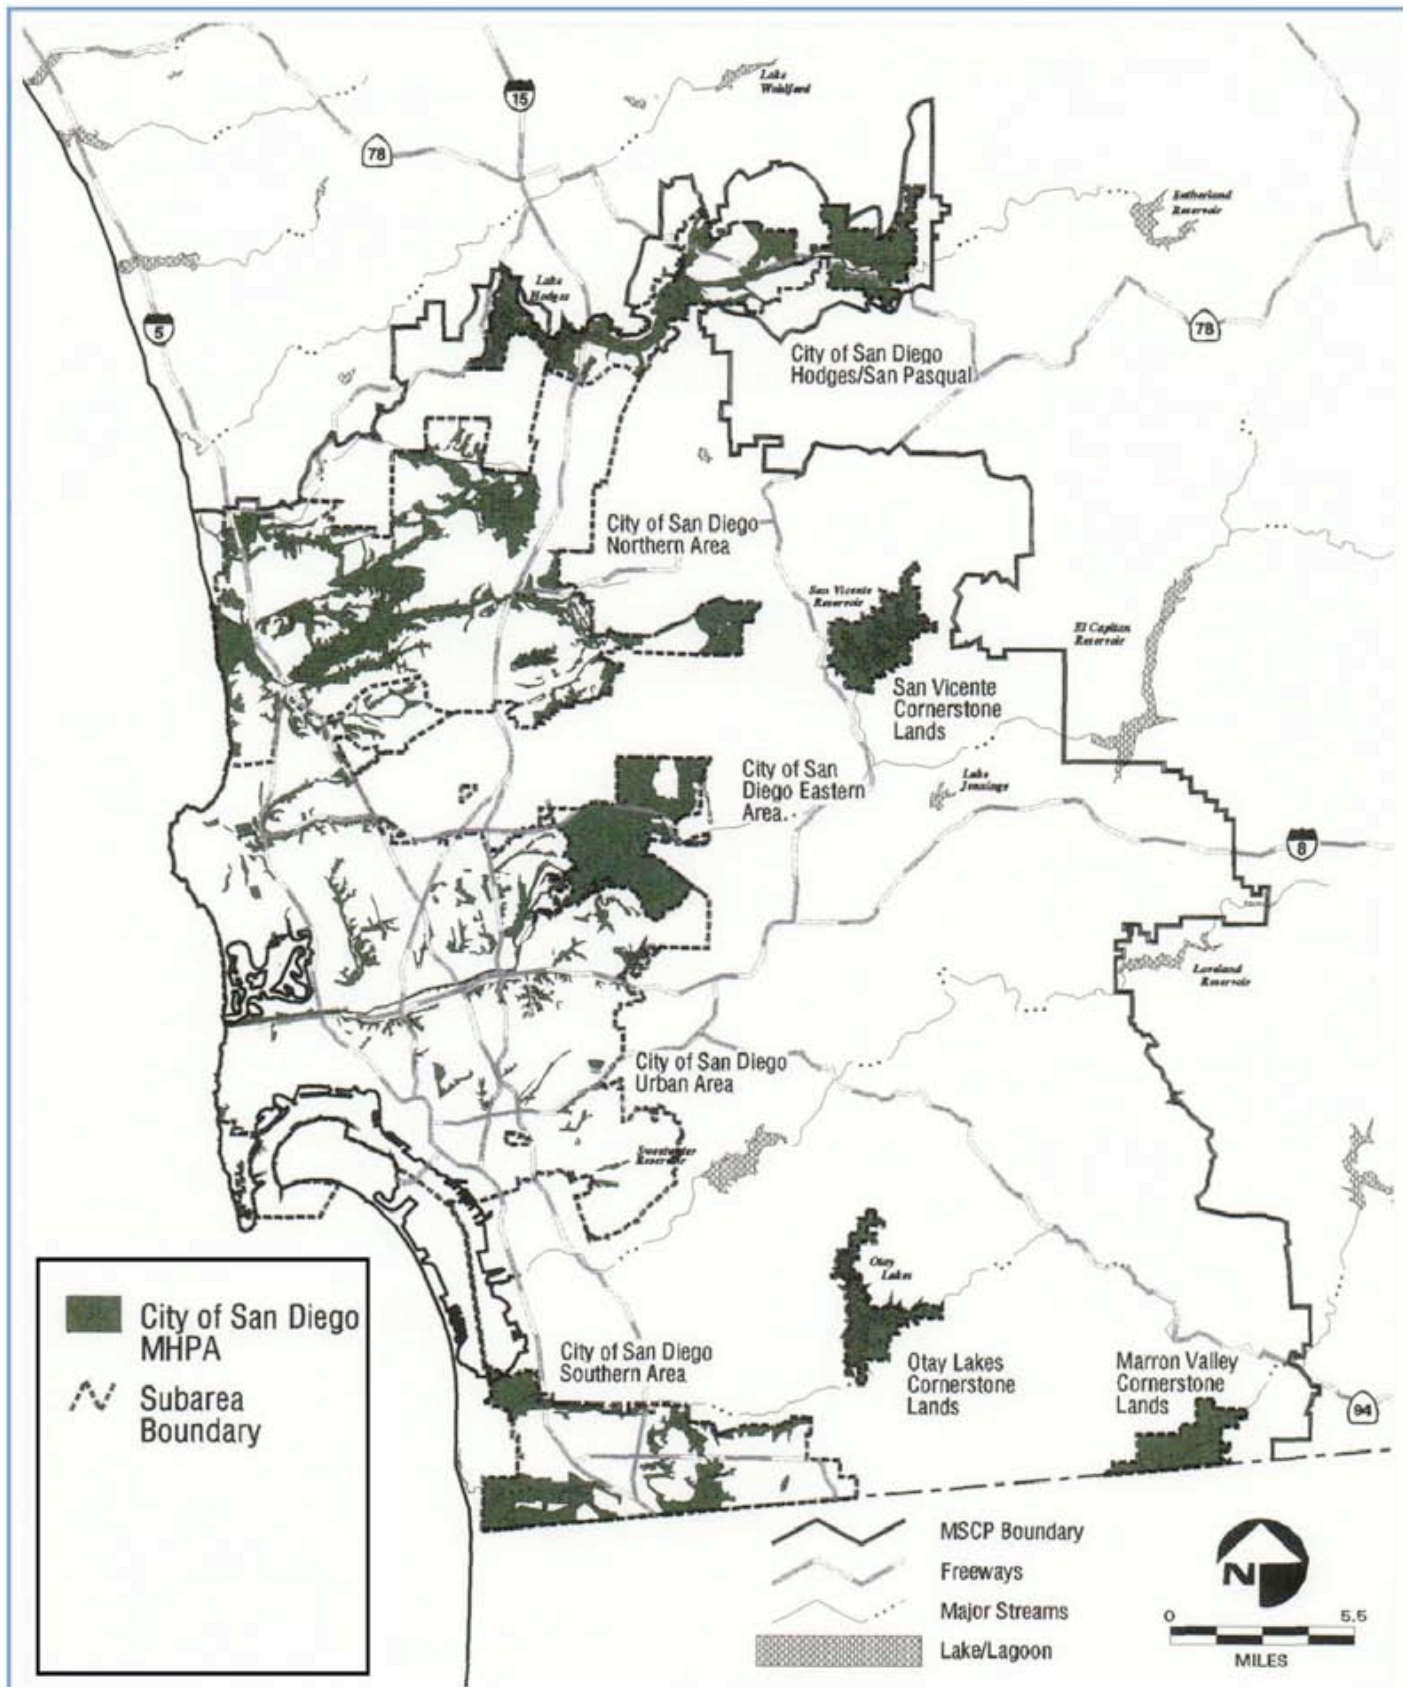 Lake
Wohlford
15
78
Sutherland
Reservoir
Lake
Hodges
5
78
City of San Diego
Hodges/San Pasqual
City of San Diego
Northern Area
San Vicente
Reservoir
El Capitan
Reservoir
San Vicente
Cornerstone
Lands
City of San
Diego Eastern
Area.
Lake
Jennings
8
Loveland
Reservoir
City of San Diego
Urban Area
Sweetwater
Reservoir
Otay
Lakes
City of San Diego
MHPA
Subarea
Boundary
City of San Diego
Southern Area
Otay Lakes
Cornerstone
Lands
Marron Valley
Cornerstone
Lands
94
MSCP Boundary
Freeways
Major Streams
Lake/Lagoon
N
0 5.5
MILES